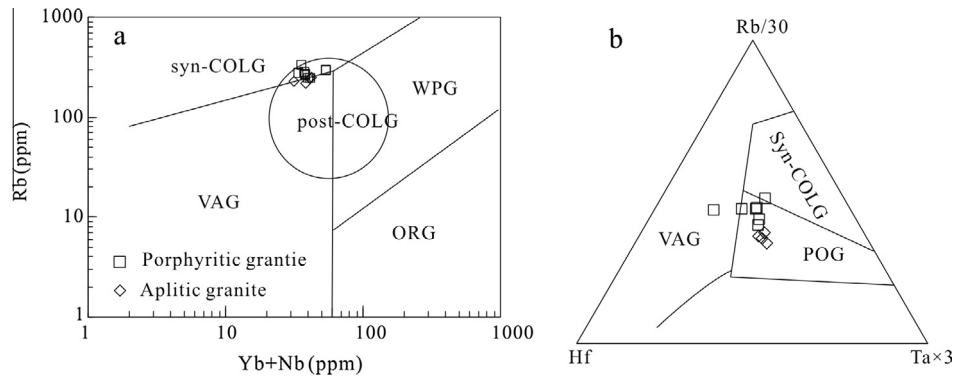 a
1000
100
10
1
Rb (ppm)
syn-COLG
WPG
post-COLG
VAG
ORG
Porphyritic grantie
Aplitic granite
1 10 100 1000
Yb+Nb (ppm)
b
Rb/30
Syn-COLG
VAG
POG
Hf
Ta×3